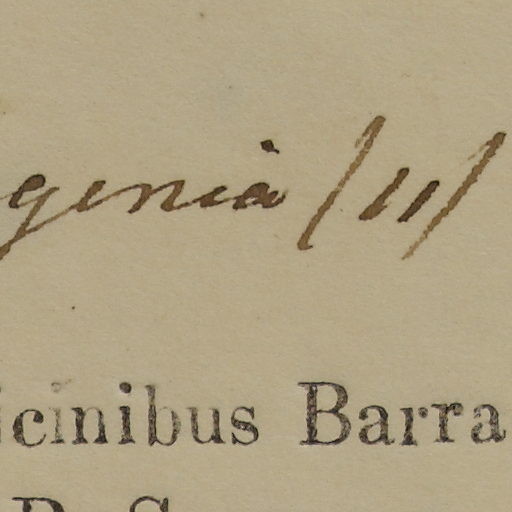 genia (11)
icinibus Barra